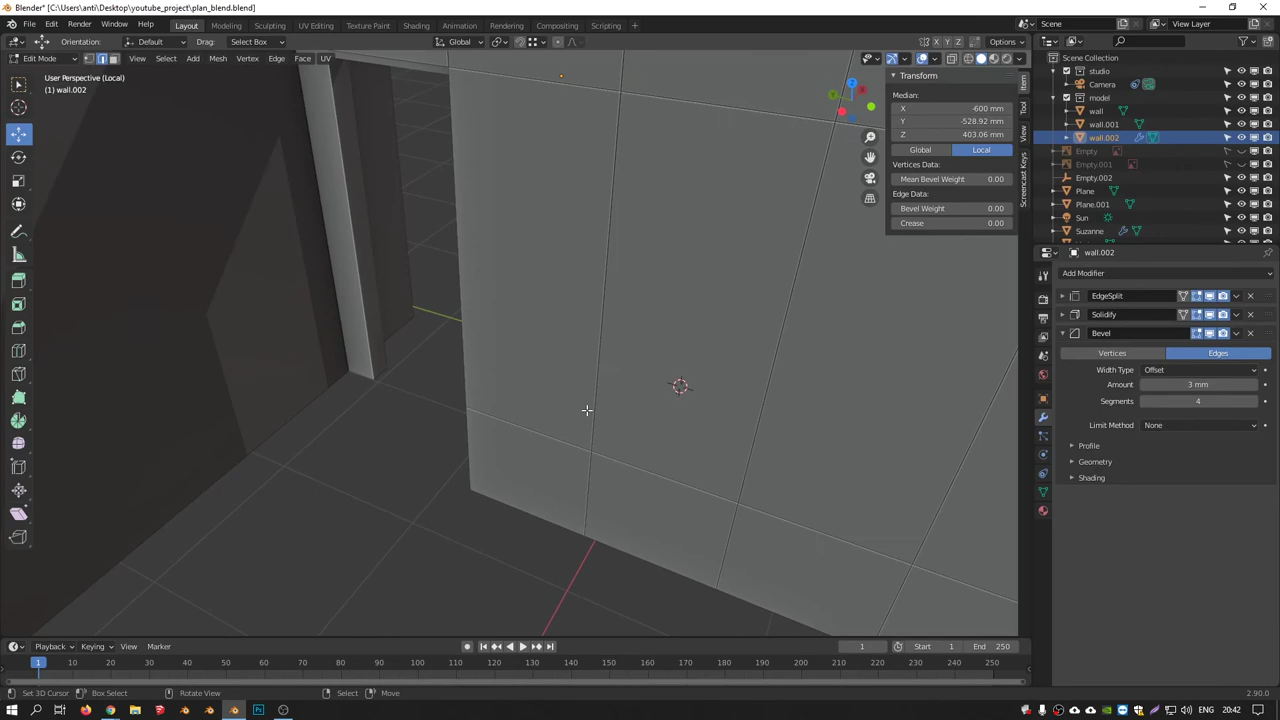 Blender* [C:\Users\anti\Desktop\youtube_project\plan_blend.blend]
File Edit Render Window Help Layout Modeling Sculpting UV Editing Texture Paint Shading Animation Rendering Compositing Scripting + Scene View Layer
Orientation: Default Drag: Select Box Global X Y Z Options
Edit Mode View Select Add Mesh Vertex Edge Face UV
User Perspective (Local)
(1) wall.002
Transform
Median:
X -600 mm
Y -528.92 mm
Z 403.06 mm
Global Local
Vertices Data:
Mean Bevel Weight 0.00
Edge Data:
Bevel Weight 0.00
Crease 0.00
Item
Tool
View
Screencast Keys
Scene Collection
studio
Camera
model
wall
wall.001
wall.002
Empty
Empty.001
Empty.002
Plane
Plane.001
Sun
Suzanne
wall.002
Add Modifier
EdgeSplit
Solidify
Bevel
Vertices Edges
Width Type Offset
Amount 3 mm
Segments 4
Limit Method None
Profile
Geometry
Shading
Playback Keying View Marker 1 Start 1 End 250
1 10 20 30 40 50 60 70 80 90 100 110 120 130 140 150 160 170 180 190 200 210 220 230 240 250
Set 3D Cursor Box Select Rotate View Select Move 2.90.0
ENG 20:42